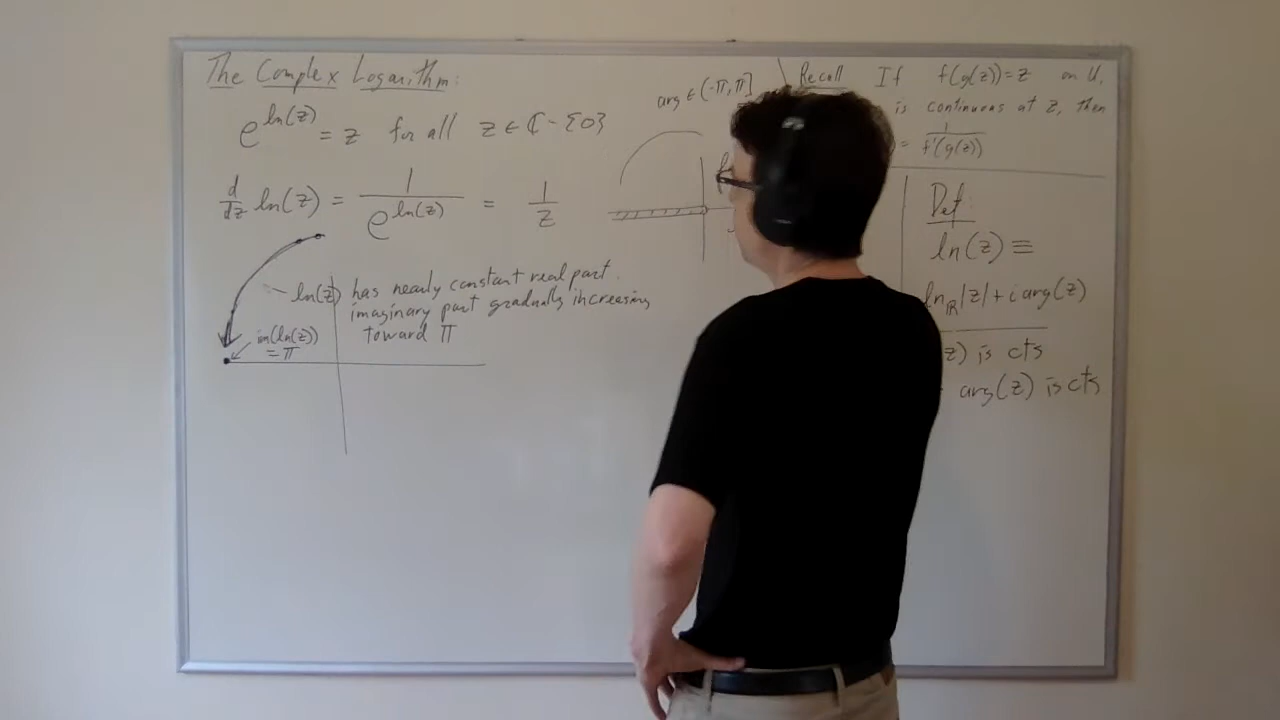 The Complex Logarithm:
e^ln(z) = z for all z ∈ ℂ - {0}
d/dz ln(z) = 1/e^ln(z) = 1/z
ln(z) has nearly constant real part.
imaginary part gradually increasing
toward π
im(ln(z))
= π
arg ∈ (-π, π]
Recall If f(g(z)) = z on U,
is continuous at z, then
= 1/f'(g(z))
Def:
ln(z) ≡
ln_ℝ|z| + i arg(z)
z) is cts
arg(z) is cts